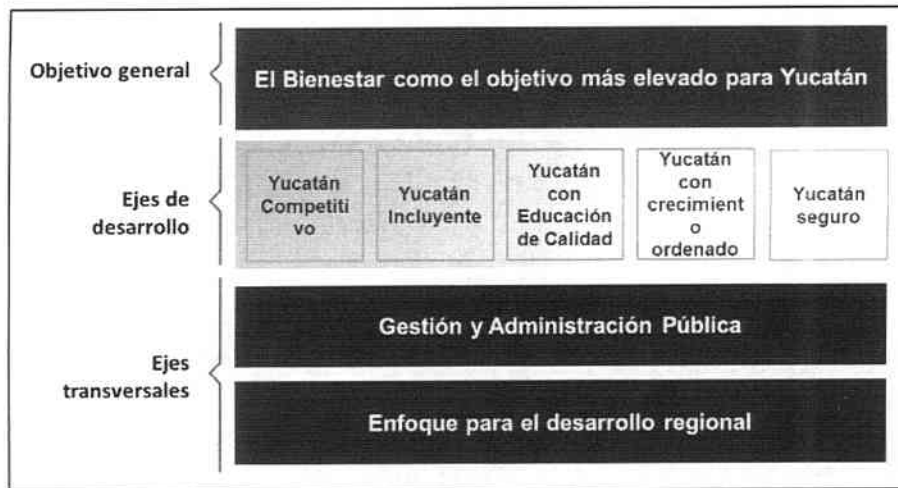 Objetivo general
El Bienestar como el objetivo más elevado para Yucatán
Ejes de
desarrollo
Yucatán
Competiti
vo
Yucatán
Incluyente
Yucatán
con
Educación
de Calidad
Yucatán
con
crecimient
o
ordenado
Yucatán
seguro
Ejes
transversales
Gestión y Administración Pública
Enfoque para el desarrollo regional